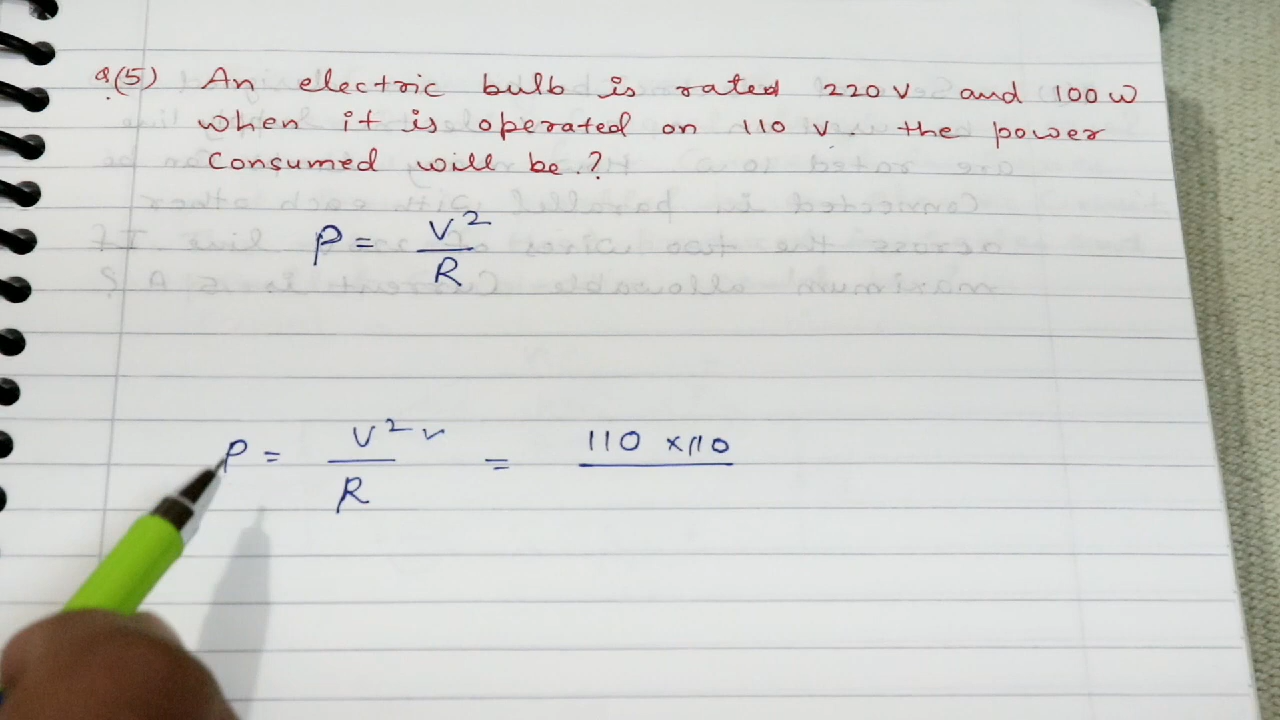 Q(5) An electric bulb is rated 220 V and 100 W
when it is operated on 110 V. the power
Consumed will be.?
P = V²
R
P = V² = 110 × 110
R